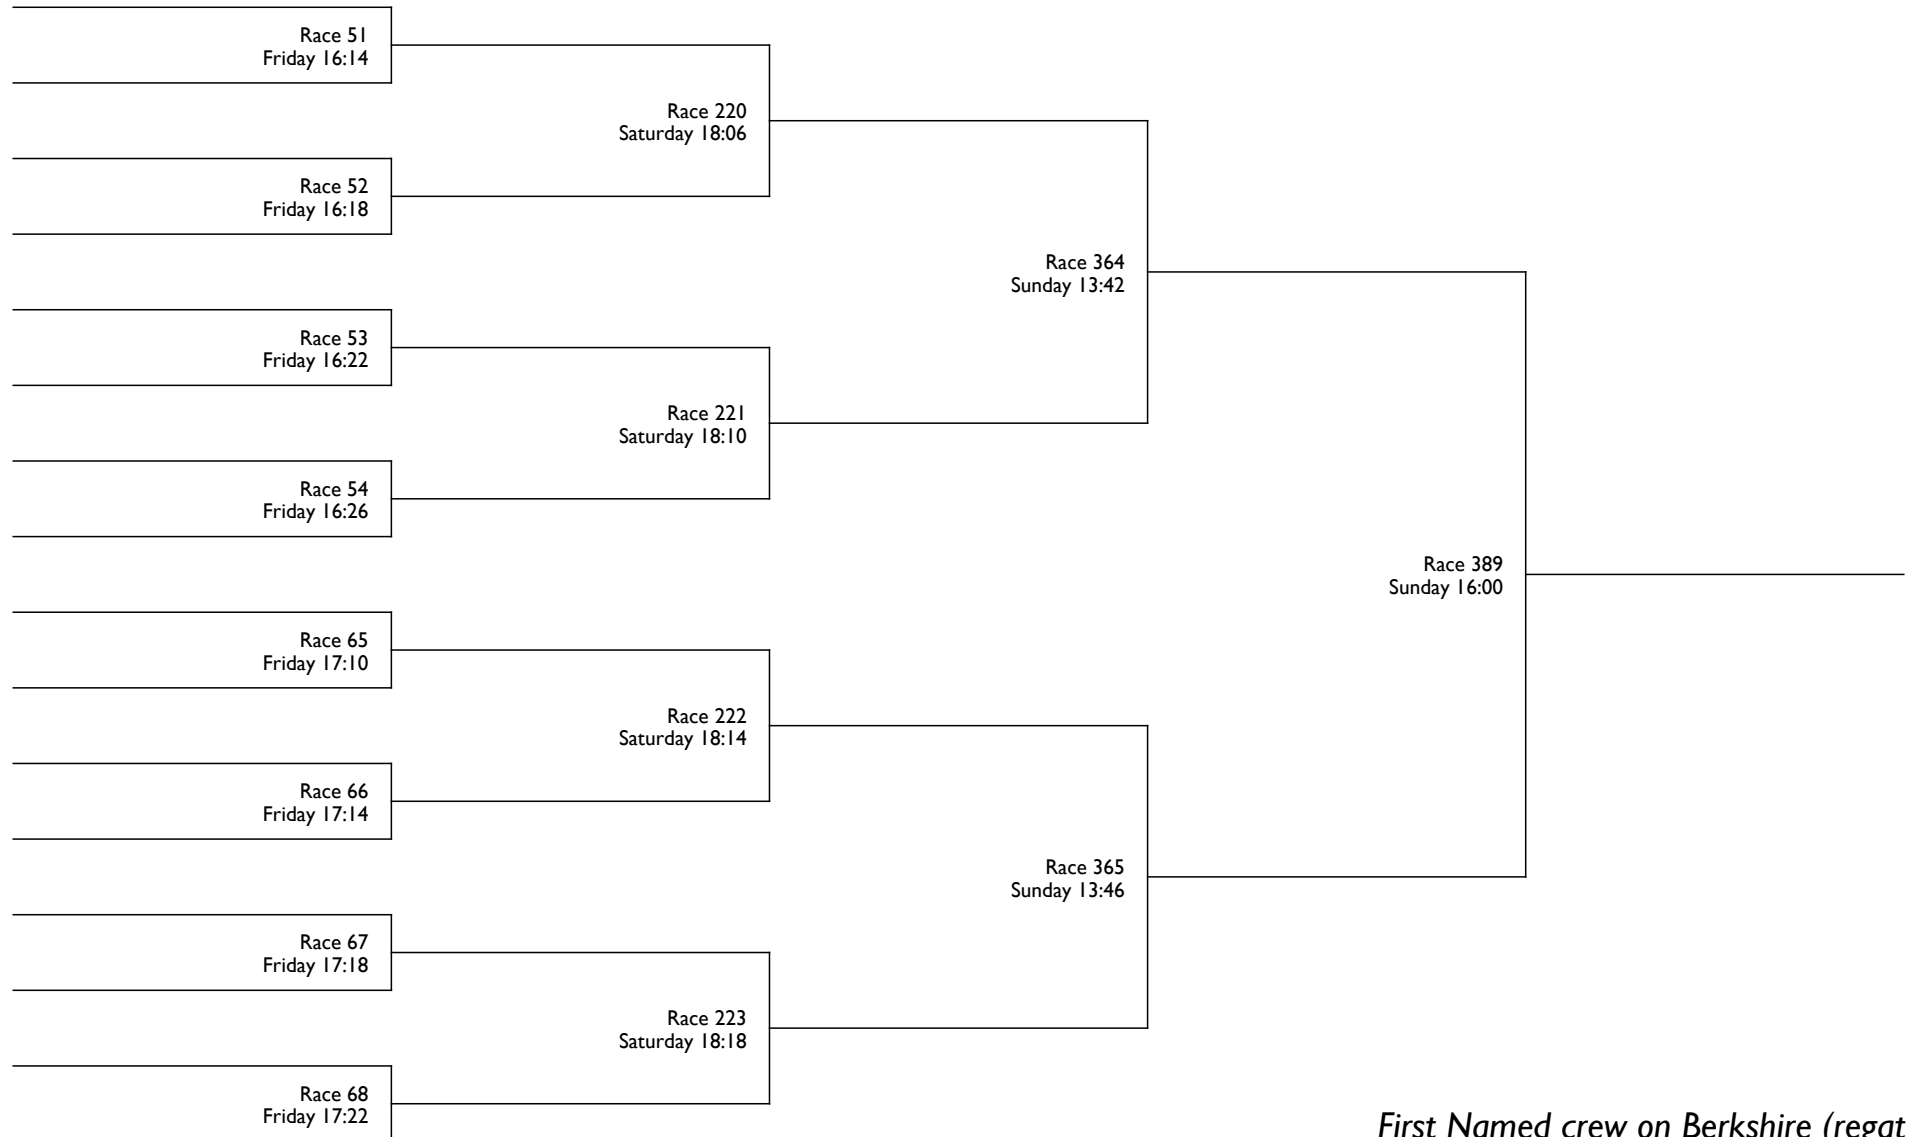 Race 51
Friday 16:14
Race 220
Saturday 18:06
Race 52
Friday 16:18
Race 364
Sunday 13:42
Race 53
Friday 16:22
Race 221
Saturday 18:10
Race 54
Friday 16:26
Race 389
Sunday 16:00
Race 65
Friday 17:10
Race 222
Saturday 18:14
Race 66
Friday 17:14
Race 365
Sunday 13:46
Race 67
Friday 17:18
Race 223
Saturday 18:18
Race 68
Friday 17:22
First Named crew on Berkshire (regat